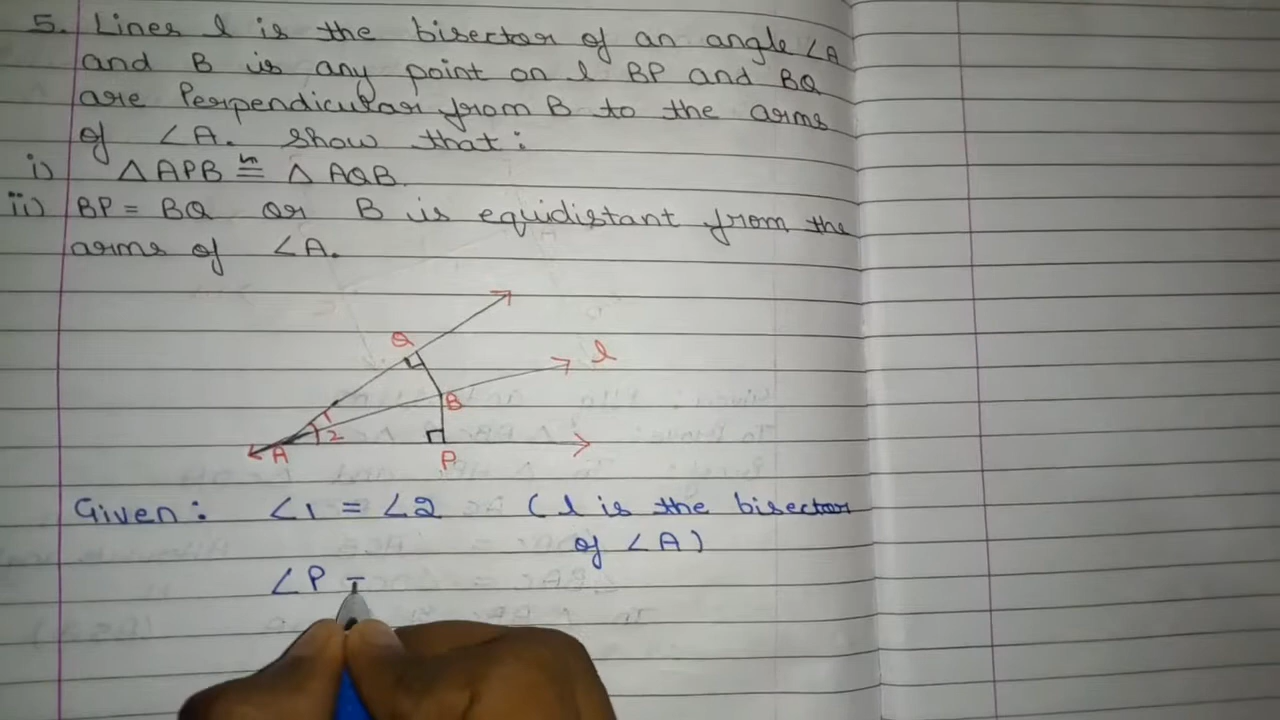 5. Lines l is the bisector of an angle ∠A
and B is any point on l BP and BQ
are Perpendicular from B to the arms
of ∠A. show that:
i) △APB ≅ △AQB.
ii) BP = BQ or B is equidistant from the
arms of ∠A.
Q
l
B
1
2
A
P
Given: ∠1 = ∠2 (l is the bisector
of ∠A)
∠P =